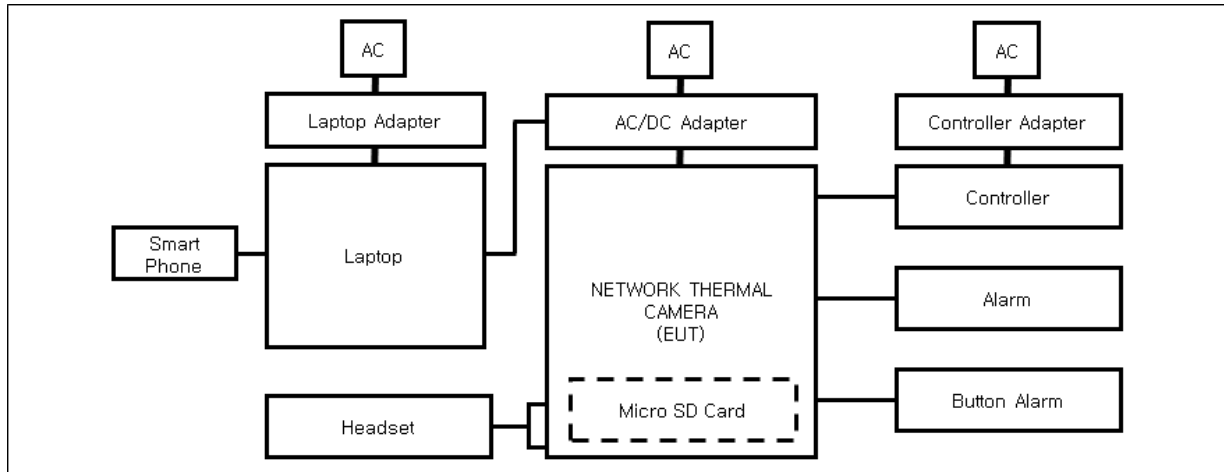 AC
AC
AC
Laptop Adapter
AC/DC Adapter
Controller Adapter
Controller
Smart
Phone
Laptop
NETWORK THERMAL
CAMERA
(EUT)
Alarm
Micro SD Card
Button Alarm
Headset